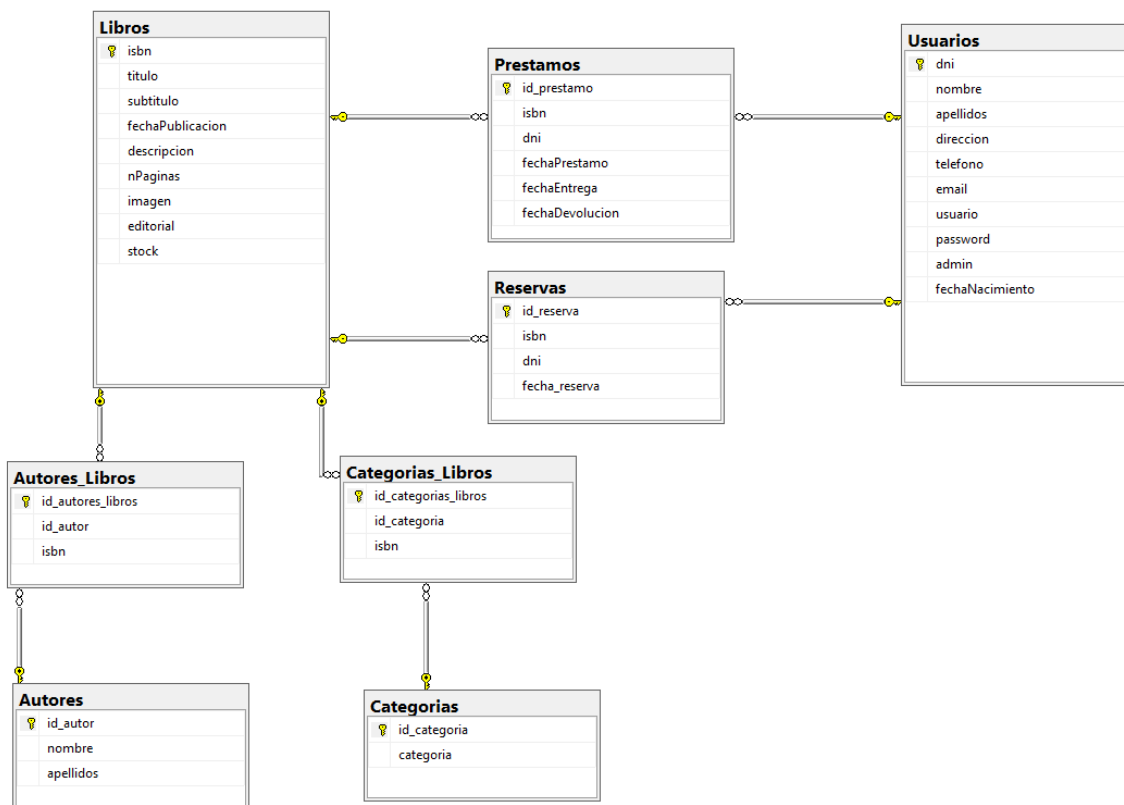 Libros
isbn
titulo
subtitulo
fechaPublicacion
descripcion
nPaginas
imagen
editorial
stock
Prestamos
id_prestamo
isbn
dni
fechaPrestamo
fechaEntrega
fechaDevolucion
Usuarios
dni
nombre
apellidos
direccion
telefono
email
usuario
password
admin
fechaNacimiento
Reservas
id_reserva
isbn
dni
fecha_reserva
Autores_Libros
id_autores_libros
id_autor
isbn
Categorias_Libros
id_categorias_libros
id_categoria
isbn
Autores
id_autor
nombre
apellidos
Categorias
id_categoria
categoria